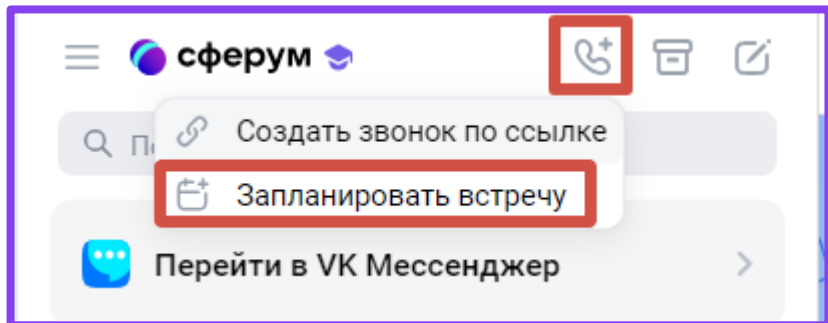 сферум
Создать звонок по ссылке
Запланировать встречу
Перейти в VK Мессенджер